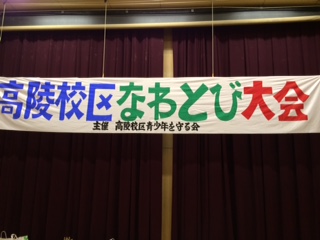 高陵校区なわとび大会
主催 高陵校区青少年を守る会